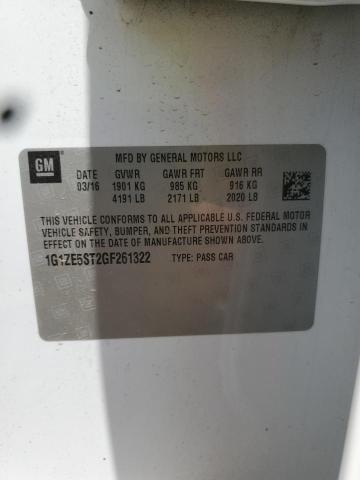 GM
MFD BY GENERAL MOTORS LLC
DATE GVWR GAWR FRT GAWR RR
03/16 1901 KG 985 KG 916 KG
4191 LB 2171 LB 2020 LB
THIS VEHICLE CONFORMS TO ALL APPLICABLE U.S. FEDERAL MOTOR
VEHICLE SAFETY, BUMPER, AND THEFT PREVENTION STANDARDS IN
EFFECT ON THE DATE OF MANUFACTURE SHOWN ABOVE.
1G1ZE5ST2GF261322 TYPE: PASS CAR